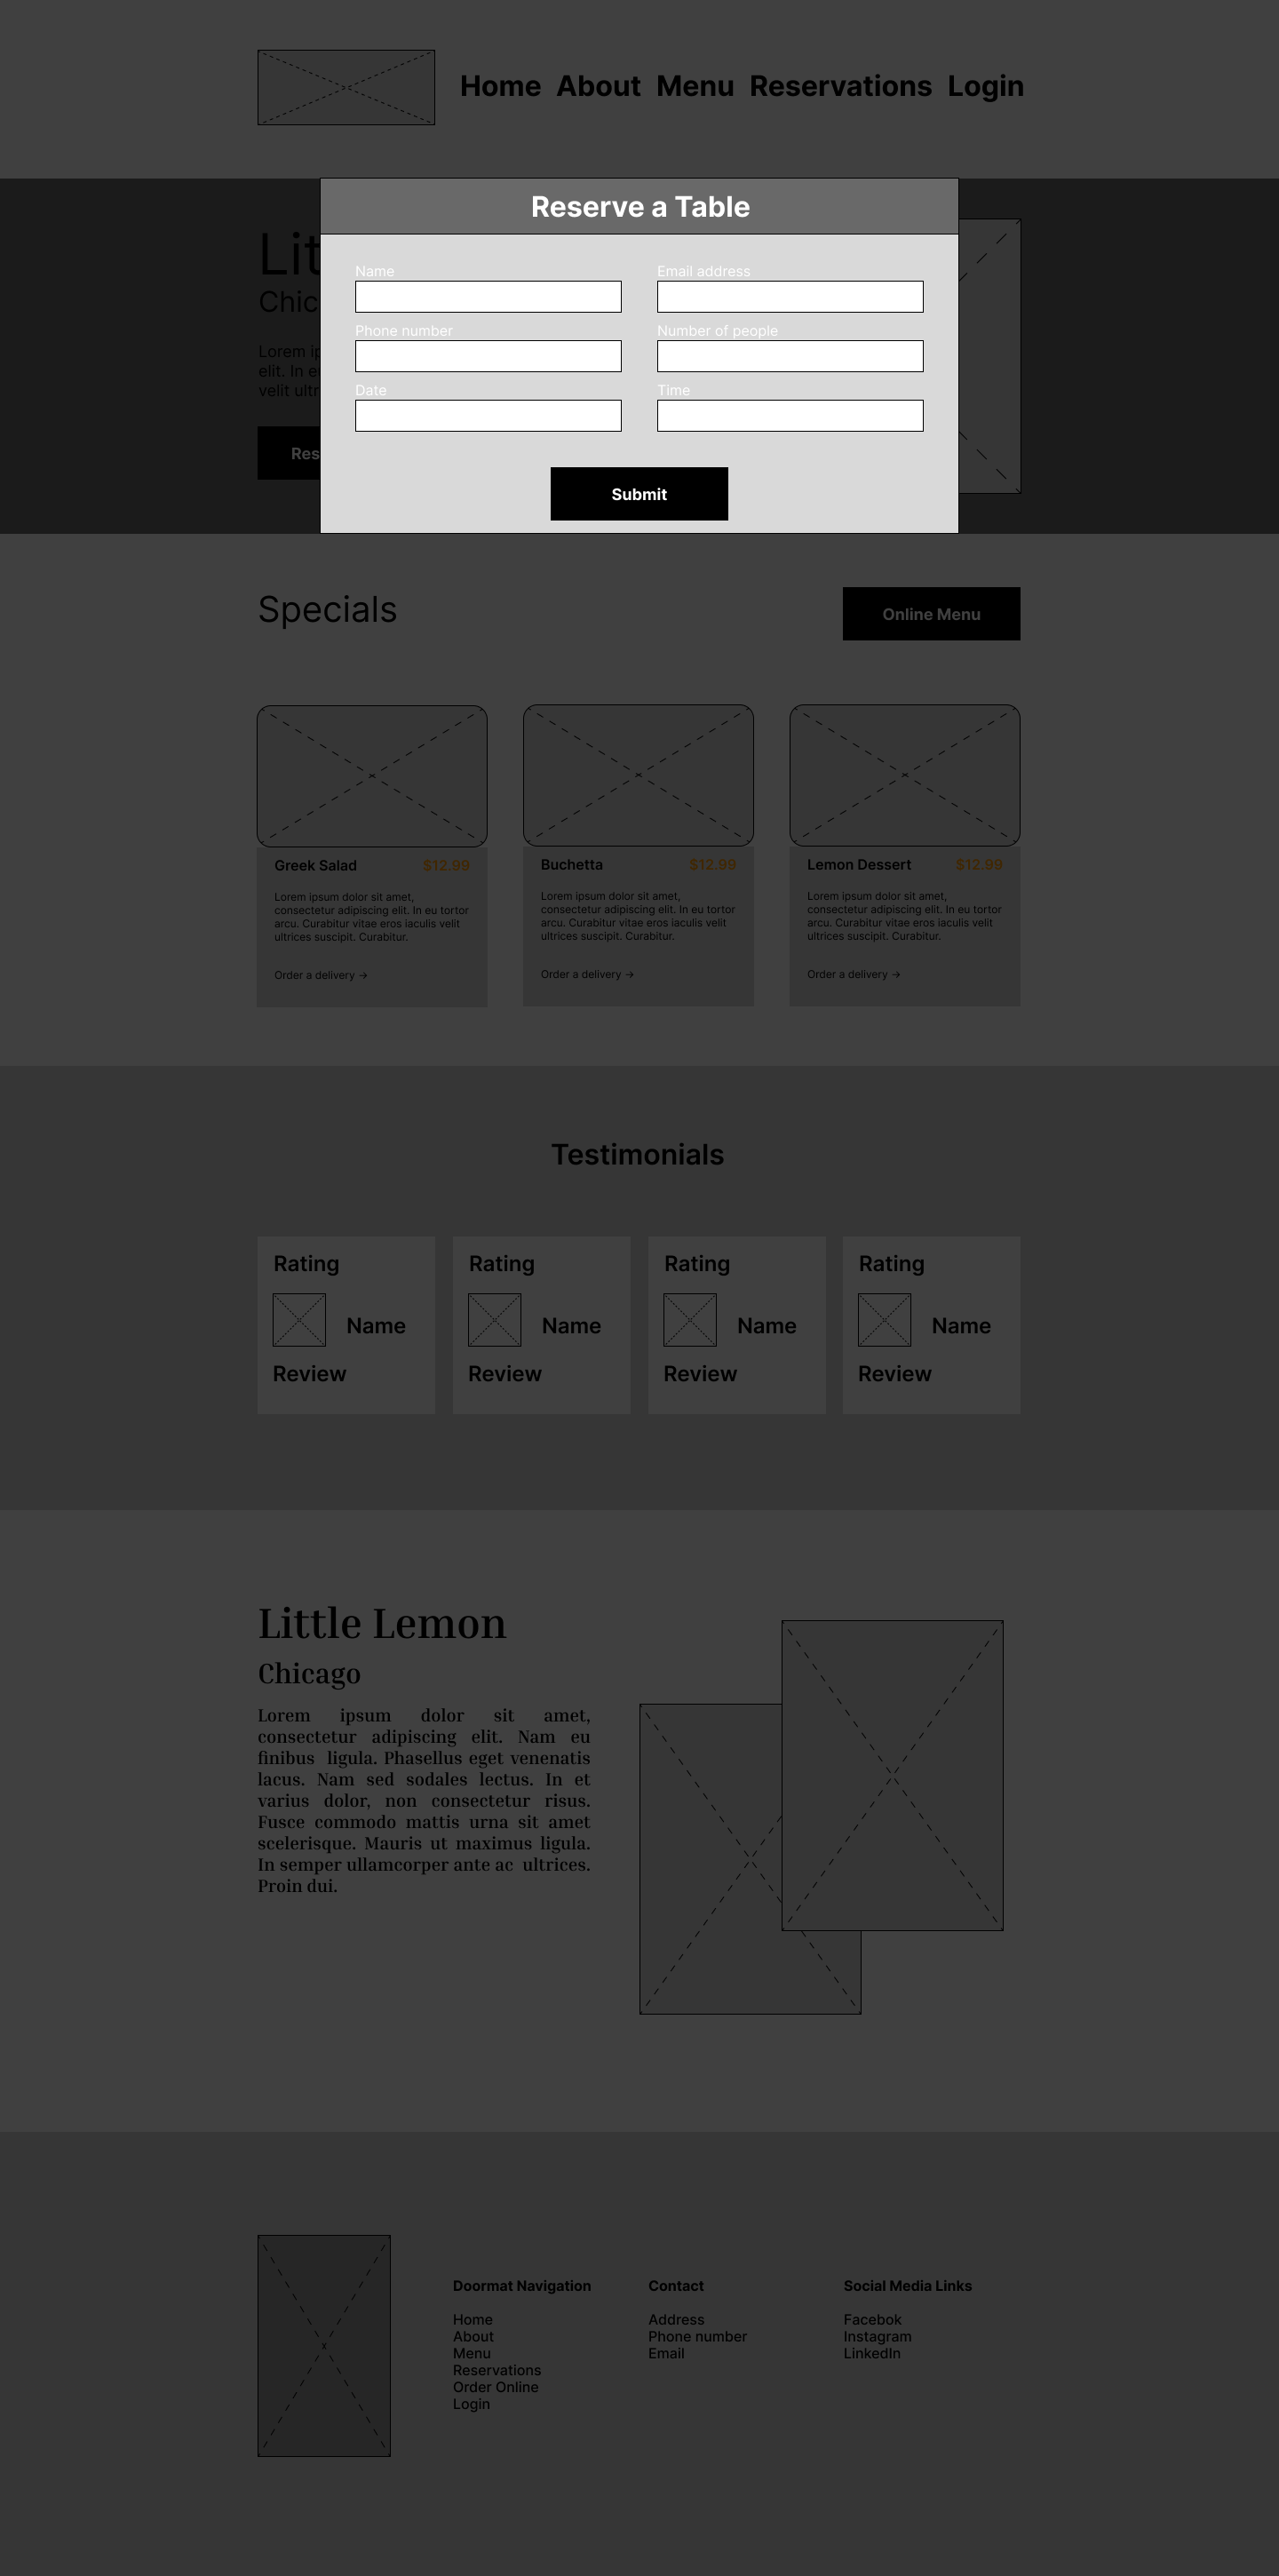 Home About Menu Reservations Login
Reserve a Table
Lit
Chic
Lorem ip
elit. In e
velit ultr
Res
Name
Email address
Phone number
Number of people
Date
Time
Submit
Specials
Online Menu
Greek Salad $12.99
Lorem ipsum dolor sit amet,
consectetur adipiscing elit. In eu tortor
arcu. Curabitur vitae eros iaculis velit
ultrices suscipit. Curabitur.
Order a delivery →
Buchetta $12.99
Lorem ipsum dolor sit amet,
consectetur adipiscing elit. In eu tortor
arcu. Curabitur vitae eros iaculis velit
ultrices suscipit. Curabitur.
Order a delivery →
Lemon Dessert $12.99
Lorem ipsum dolor sit amet,
consectetur adipiscing elit. In eu tortor
arcu. Curabitur vitae eros iaculis velit
ultrices suscipit. Curabitur.
Order a delivery →
Testimonials
Rating
Name
Review
Rating
Name
Review
Rating
Name
Review
Rating
Name
Review
Little Lemon
Chicago
Lorem ipsum dolor sit amet,
consectetur adipiscing elit. Nam eu
finibus ligula. Phasellus eget venenatis
lacus. Nam sed sodales lectus. In et
varius dolor, non consectetur risus.
Fusce commodo mattis urna sit amet
scelerisque. Mauris ut maximus ligula.
In semper ullamcorper ante ac ultrices.
Proin dui.
Doormat Navigation
Home
About
Menu
Reservations
Order Online
Login
Contact
Address
Phone number
Email
Social Media Links
Facebok
Instagram
LinkedIn